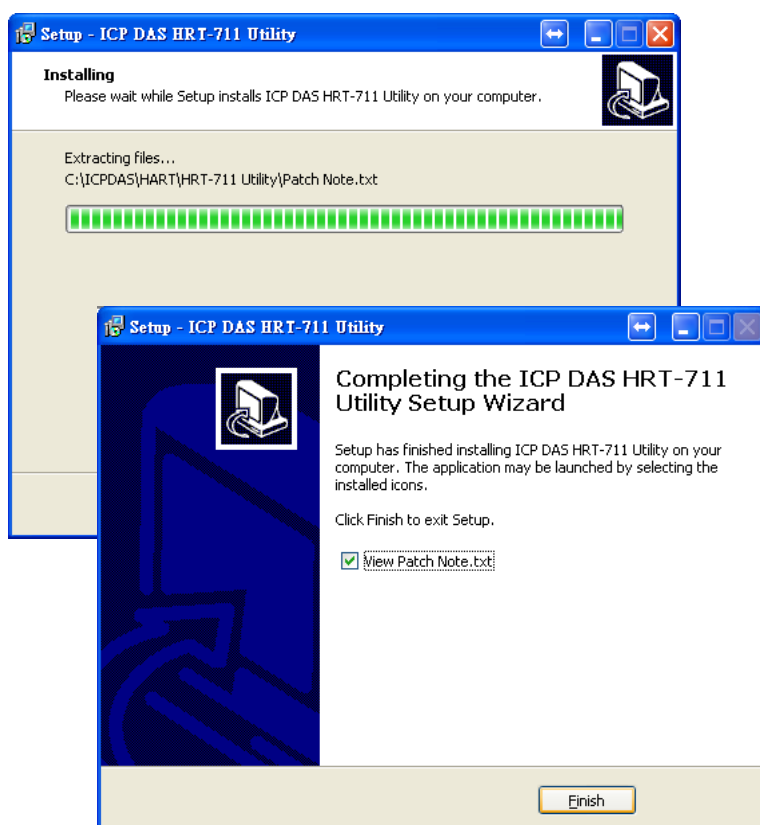 Setup - ICP DAS HRT-711 Utility
Installing
Please wait while Setup installs ICP DAS HRT-711 Utility on your computer.
Extracting files...
C:\ICPDAS\HART\HRT-711 Utility\Patch Note.txt
Setup - ICP DAS HRT-711 Utility
Completing the ICP DAS HRT-711
Utility Setup Wizard
Setup has finished installing ICP DAS HRT-711 Utility on your
computer. The application may be launched by selecting the
installed icons.
Click Finish to exit Setup.
View Patch Note.txt
Finish